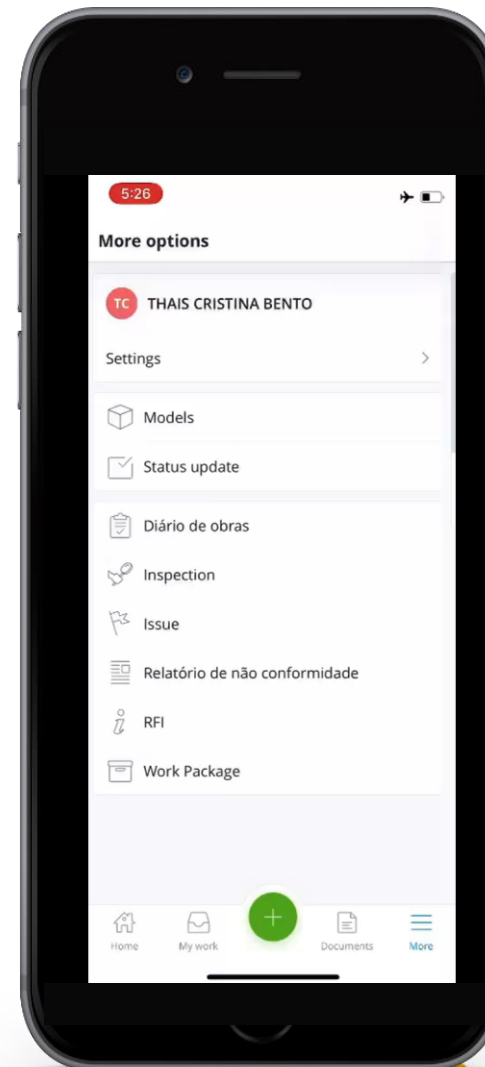 5:26
More options
TC THAIS CRISTINA BENTO
Settings
Models
Status update
Diário de obras
Inspection
Issue
Relatório de não conformidade
RFI
Work Package
Home My work Documents More